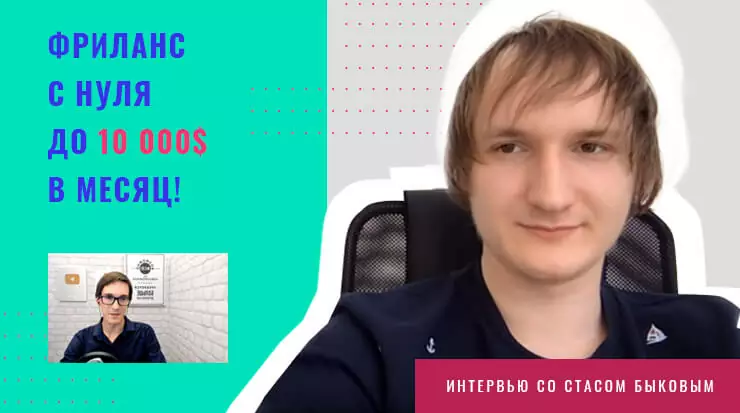 ФРИЛАНС
С НУЛЯ
ДО 10 000$
В МЕСЯЦ!
ИНТЕРВЬЮ СО СТАСОМ БЫКОВЫМ